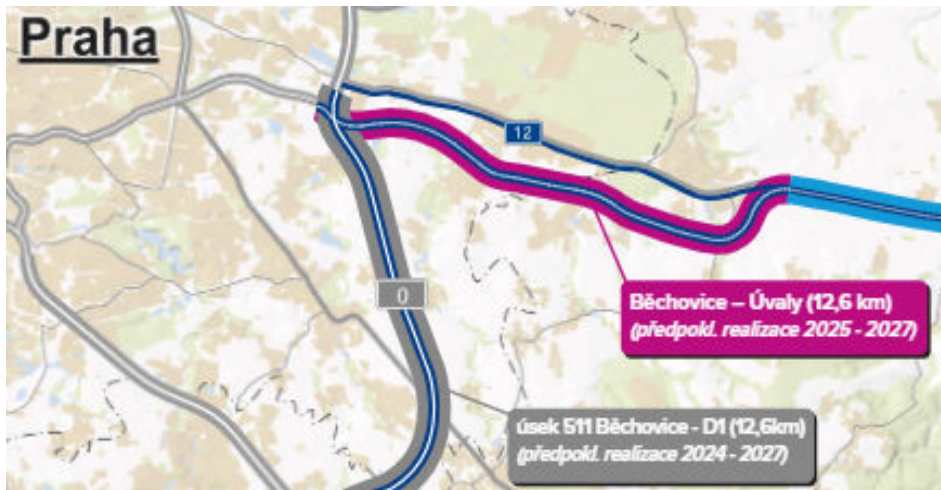 Praha
12
0
Běchovice – Úvaly (12,6 km)
(předpokl. realizace 2025 - 2027)
úsek 511 Běchovice - D1 (12,6km)
(předpokl. realizace 2024 - 2027)